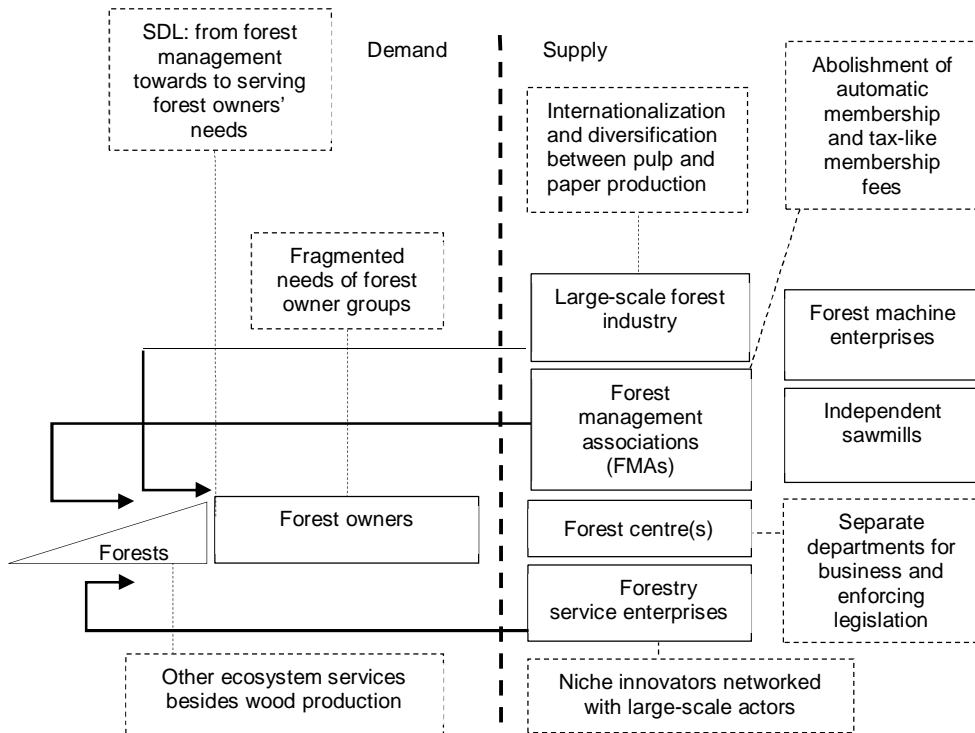 SDL: from forest
management
towards to serving
forest owners'
needs
Demand
Supply
Internationalization
and diversification
between pulp and
paper production
Abolishment of
automatic
membership
and tax-like
membership
fees
Fragmented
needs of forest
owner groups
Large-scale forest
industry
Forest machine
enterprises
Forest
management
associations
(FMAs)
Independent
sawmills
Forests
Forest owners
Forest centre(s)
Separate
departments for
business and
enforcing
legislation
Forestry
service enterprises
Other ecosystem services
besides wood production
Niche innovators networked
with large-scale actors